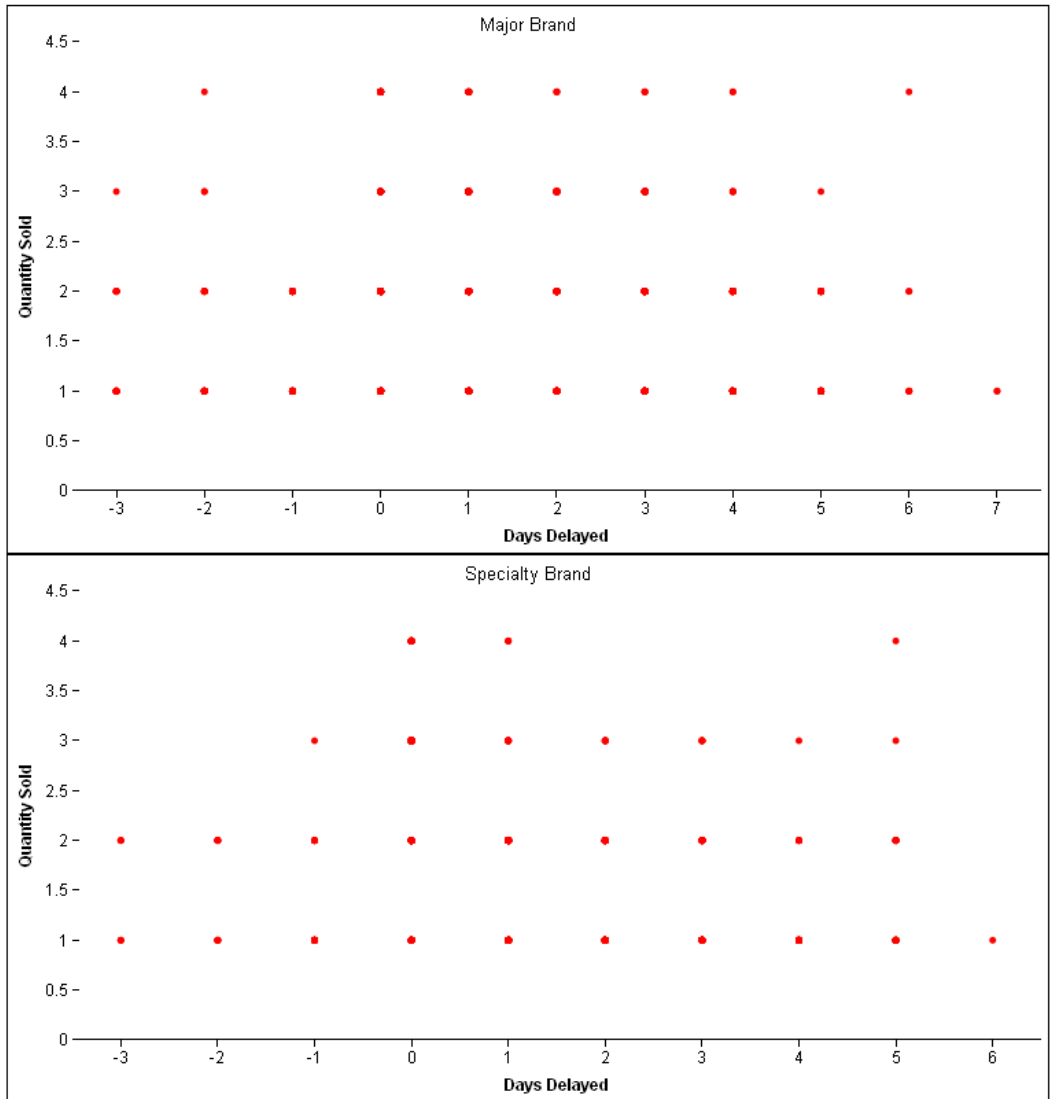 Major Brand
4.5
4
3.5
3
2.5
2
1.5
1
0.5
0
Quantity Sold
-3 -2 -1 0 1 2 3 4 5 6 7
Days Delayed
Specialty Brand
4.5
4
3.5
3
2.5
2
1.5
1
0.5
0
Quantity Sold
-3 -2 -1 0 1 2 3 4 5 6
Days Delayed